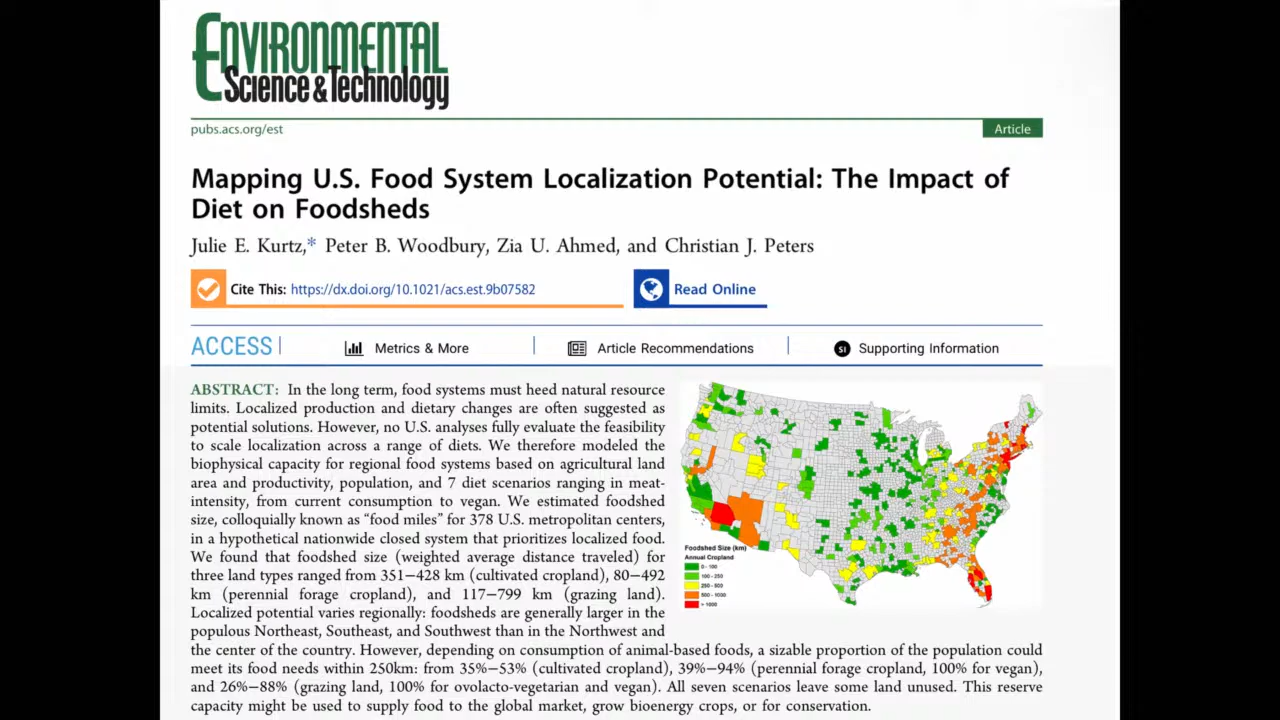 ENVIRONMENTAL
Science & Technology
pubs.acs.org/est
Article
Mapping U.S. Food System Localization Potential: The Impact of
Diet on Foodsheds
Julie E. Kurtz,* Peter B. Woodbury, Zia U. Ahmed, and Christian J. Peters
Cite This: https://dx.doi.org/10.1021/acs.est.9b07582
Read Online
ACCESS
Metrics & More
Article Recommendations
SI
Supporting Information
ABSTRACT: In the long term, food systems must heed natural resource
limits. Localized production and dietary changes are often suggested as
potential solutions. However, no U.S. analyses fully evaluate the feasibility
to scale localization across a range of diets. We therefore modeled the
biophysical capacity for regional food systems based on agricultural land
area and productivity, population, and 7 diet scenarios ranging in meat-
intensity, from current consumption to vegan. We estimated foodshed
size, colloquially known as “food miles” for 378 U.S. metropolitan centers,
in a hypothetical nationwide closed system that prioritizes localized food.
We found that foodshed size (weighted average distance traveled) for
three land types ranged from 351−428 km (cultivated cropland), 80−492
km (perennial forage cropland), and 117−799 km (grazing land).
Localized potential varies regionally: foodsheds are generally larger in the
populous Northeast, Southeast, and Southwest than in the Northwest and
the center of the country. However, depending on consumption of animal-based foods, a sizable proportion of the population could
meet its food needs within 250km: from 35%−53% (cultivated cropland), 39%−94% (perennial forage cropland, 100% for vegan),
and 26%−88% (grazing land, 100% for ovolacto-vegetarian and vegan). All seven scenarios leave some land unused. This reserve
capacity might be used to supply food to the global market, grow bioenergy crops, or for conservation.
Foodshed Size (km)
Annual Cropland
0 - 100
100 - 250
250 - 500
500 - 1000
> 1000